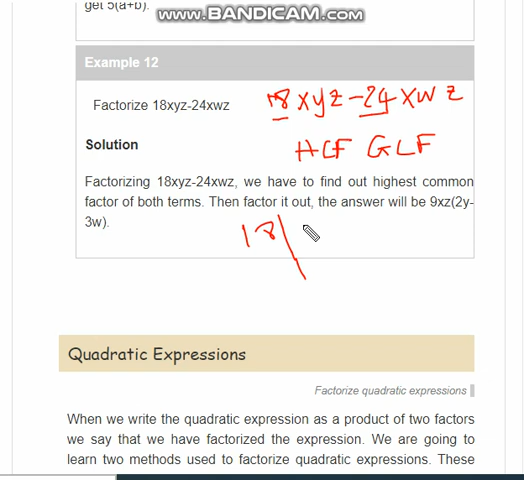 get 5(a+b).
www.BANDICAM.com
Example 12
Factorize 18xyz-24xwz
18xyz-24xwz
Solution
HCF GCF
Factorizing 18xyz-24xwz, we have to find out highest common
factor of both terms. Then factor it out, the answer will be 9xz(2y-
3w).
18
Quadratic Expressions
Factorize quadratic expressions
When we write the quadratic expression as a product of two factors
we say that we have factorized the expression. We are going to
learn two methods used to factorize quadratic expressions. These